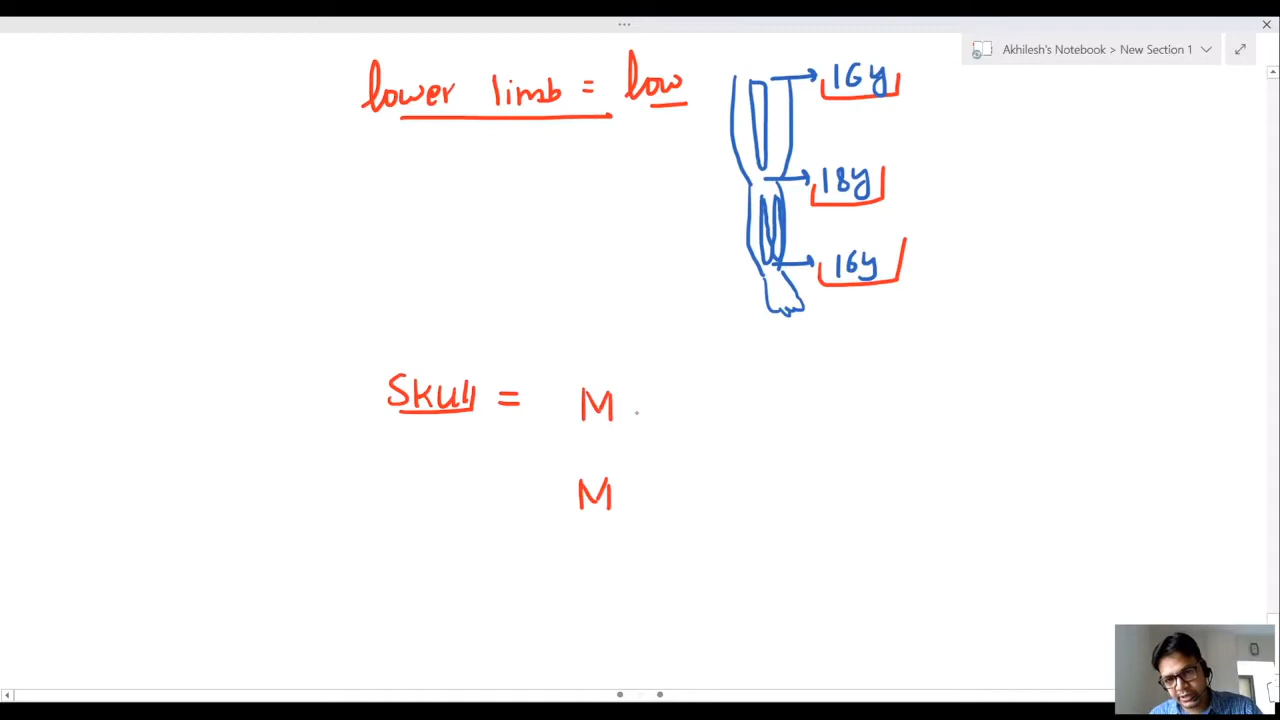 Akhilesh's Notebook > New Section 1
lower limb = low
16y
18y
16y
Skull = M
M